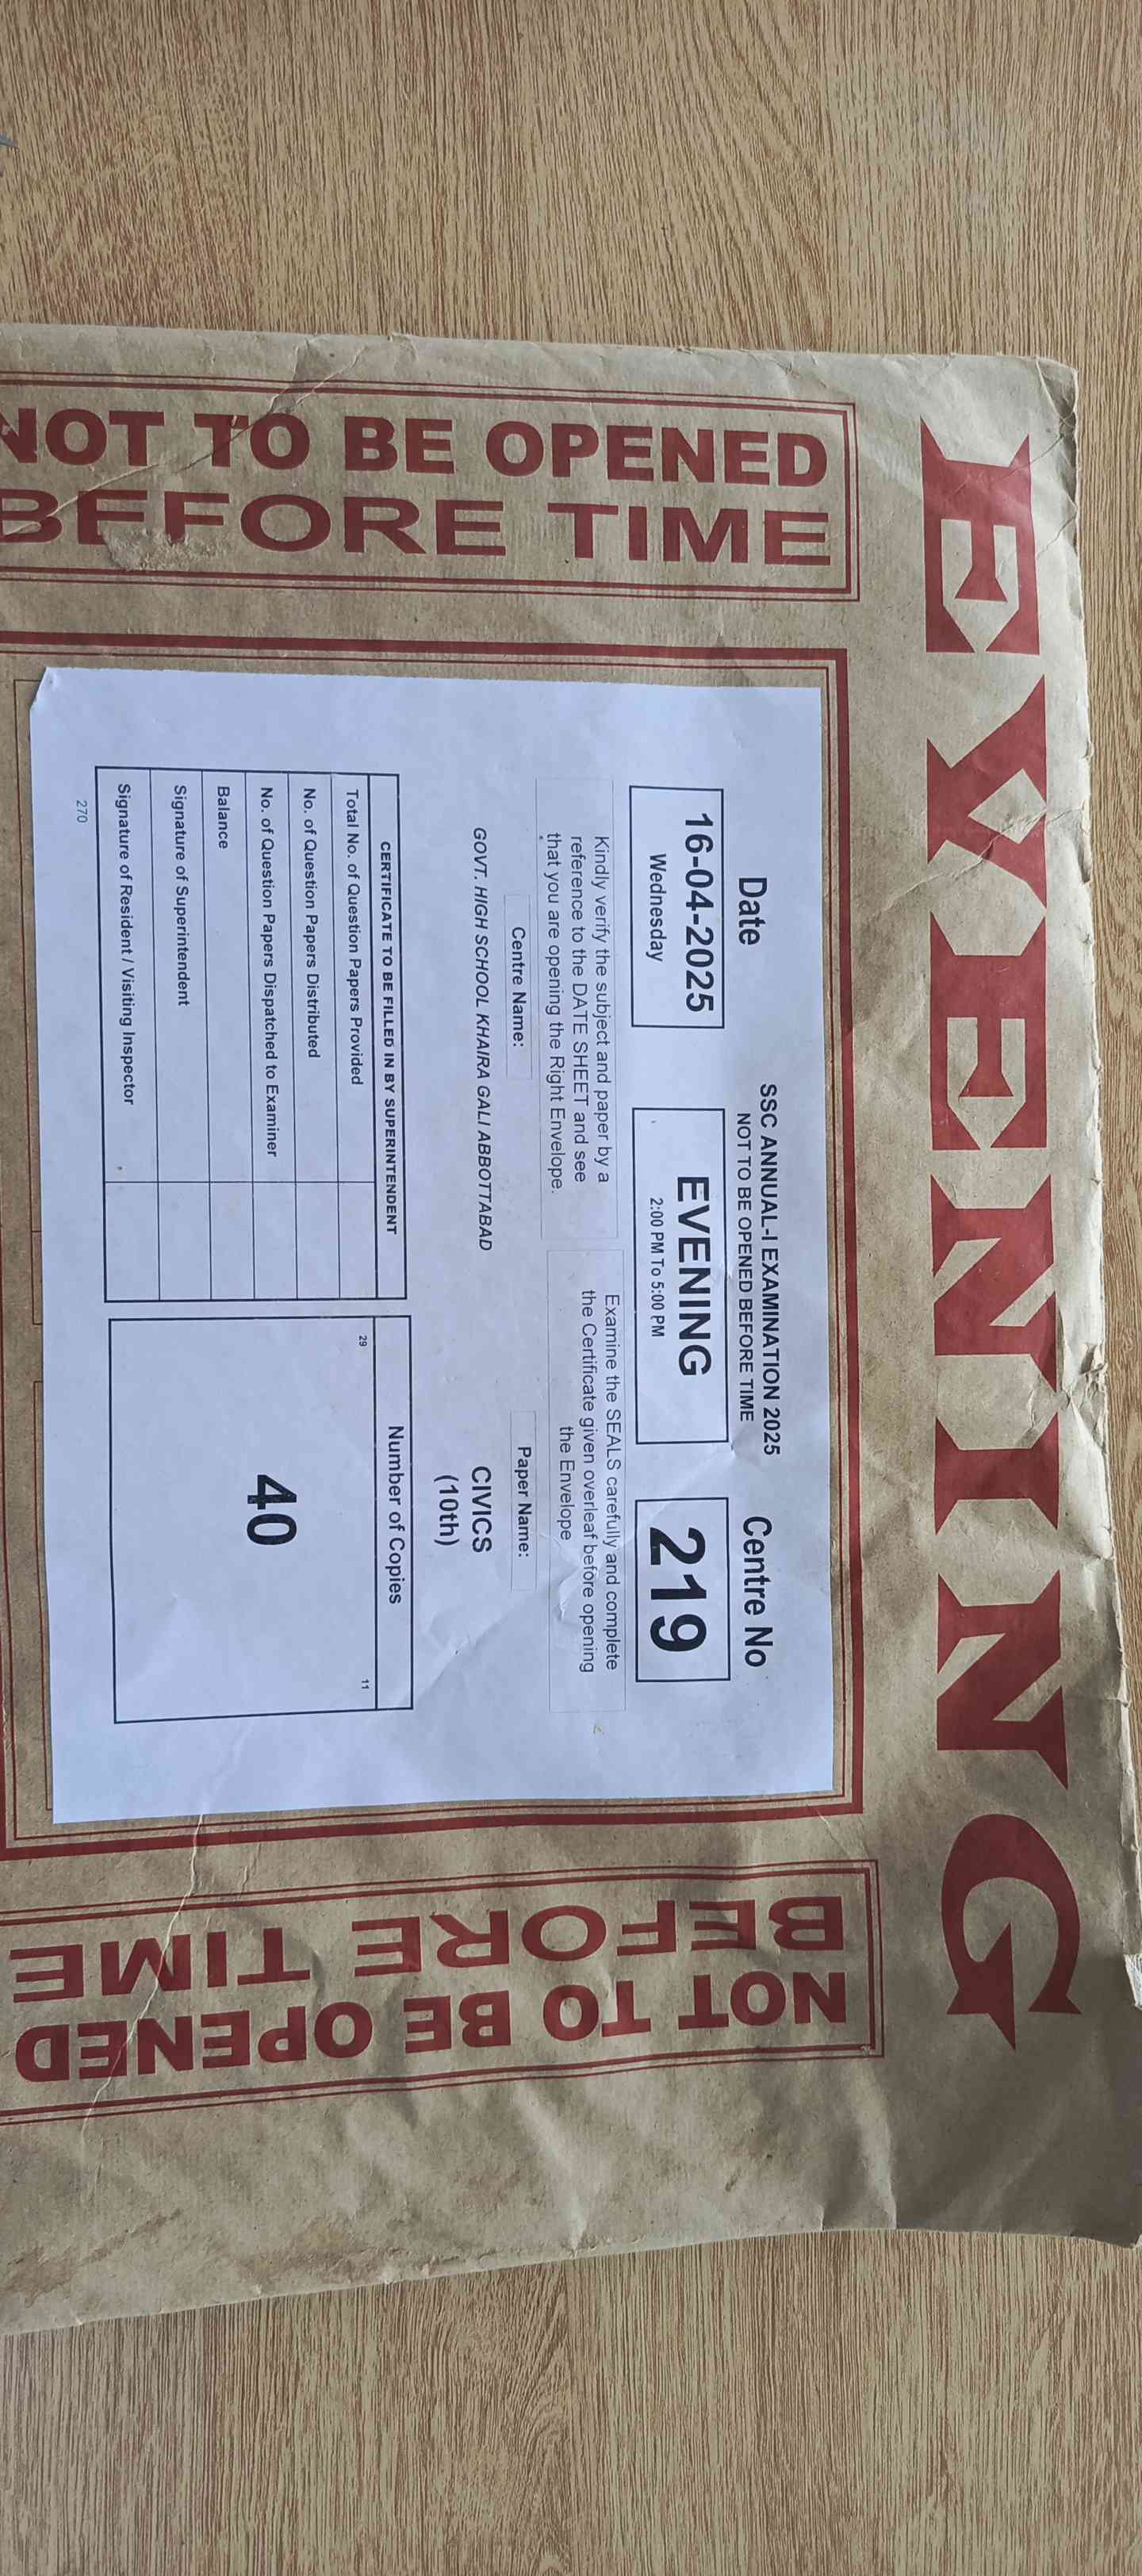 EVENING
NOT TO BE OPENED
BEFORE TIME
SSC ANNUAL-I EXAMINATION 2025
NOT TO BE OPENED BEFORE TIME
Date
16-04-2025
Wednesday
EVENING
2:00 PM To 5:00 PM
Centre No
219
Kindly verify the subject and paper by a
reference to the DATE SHEET and see
that you are opening the Right Envelope.
Examine the SEALS carefully and complete
the Certificate given overleaf before opening
the Envelope
Centre Name:
GOVT. HIGH SCHOOL KHAIRA GALI ABBOTTABAD
Paper Name:
CIVICS
(10th)
CERTIFICATE TO BE FILLED IN BY SUPERINTENDENT
Total No. of Question Papers Provided
No. of Question Papers Distributed
No. of Question Papers Dispatched to Examiner
Balance
Signature of Superintendent
Signature of Resident / Visiting Inspector
Number of Copies
29
11
40
270
NOT TO BE OPENED
BEFORE TIME